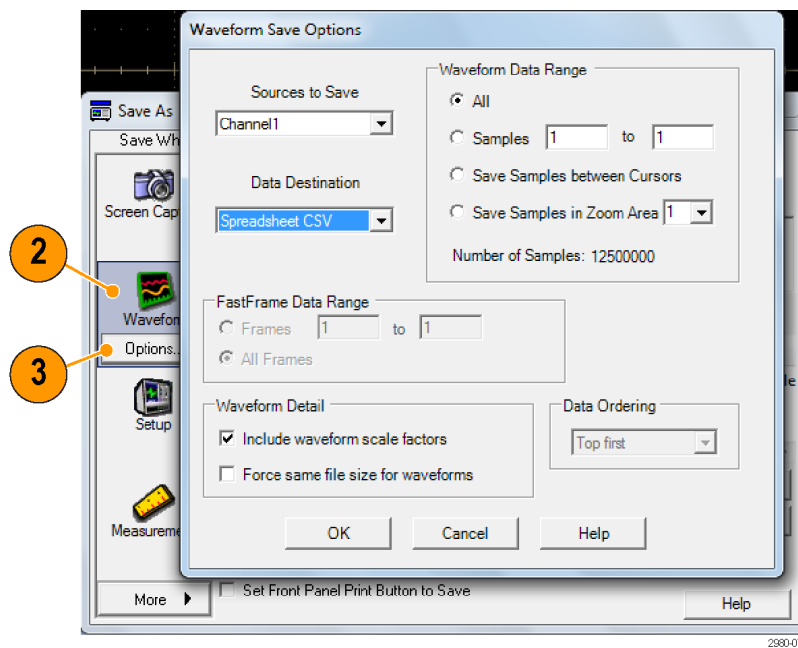 Waveform Save Options
Save As
Save Wh
Screen Cap
2
Wavefor
3
Options..
Setup
Measureme
More
Sources to Save
Channel1
Data Destination
Spreadsheet CSV
Waveform Data Range
All
Samples 1 to 1
Save Samples between Cursors
Save Samples in Zoom Area 1
Number of Samples: 12500000
FastFrame Data Range
Frames 1 to 1
All Frames
Waveform Detail
Include waveform scale factors
Force same file size for waveforms
Data Ordering
Top first
OK Cancel Help
le
Set Front Panel Print Button to Save
Help
2980-0